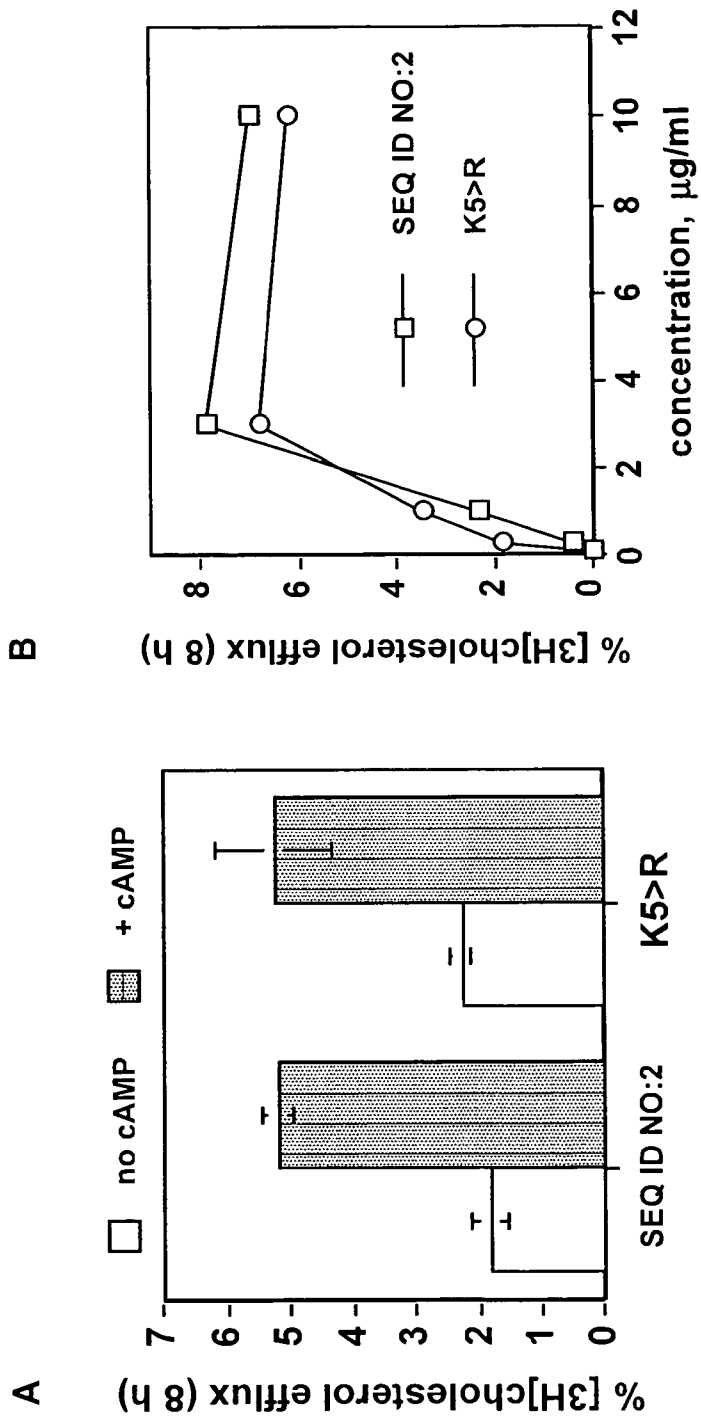 A
no cAMP
+ cAMP
% [3H]cholesterol efflux (8 h)
7
6
5
4
3
2
1
0
SEQ ID NO:2
K5>R
B
% [3H]cholesterol efflux (8 h)
8
6
4
2
0
SEQ ID NO:2
K5>R
0
2
4
6
8
10
12
concentration, µg/ml